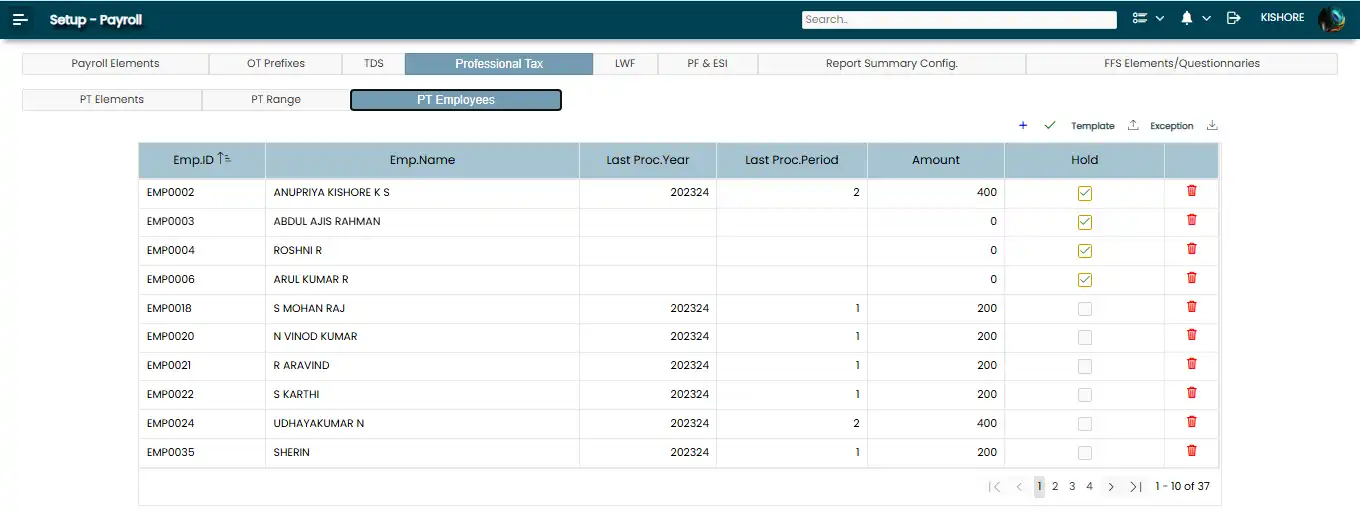 Setup - Payroll Search.. KISHORE
Payroll Elements OT Prefixes TDS Professional Tax LWF PF & ESI Report Summary Config. FFS Elements/Questionnaries
PT Elements PT Range PT Employees
Template Exception
Emp.ID Emp.Name Last Proc.Year Last Proc.Period Amount Hold
EMP0002 ANUPRIYA KISHORE K S 202324 2 400
EMP0003 ABDUL AJIS RAHMAN 0
EMP0004 ROSHNI R 0
EMP0006 ARUL KUMAR R 0
EMP0018 S MOHAN RAJ 202324 1 200
EMP0020 N VINOD KUMAR 202324 1 200
EMP0021 R ARAVIND 202324 1 200
EMP0022 S KARTHI 202324 1 200
EMP0024 UDHAYAKUMAR N 202324 2 400
EMP0035 SHERIN 202324 1 200
1 2 3 4 1 - 10 of 37